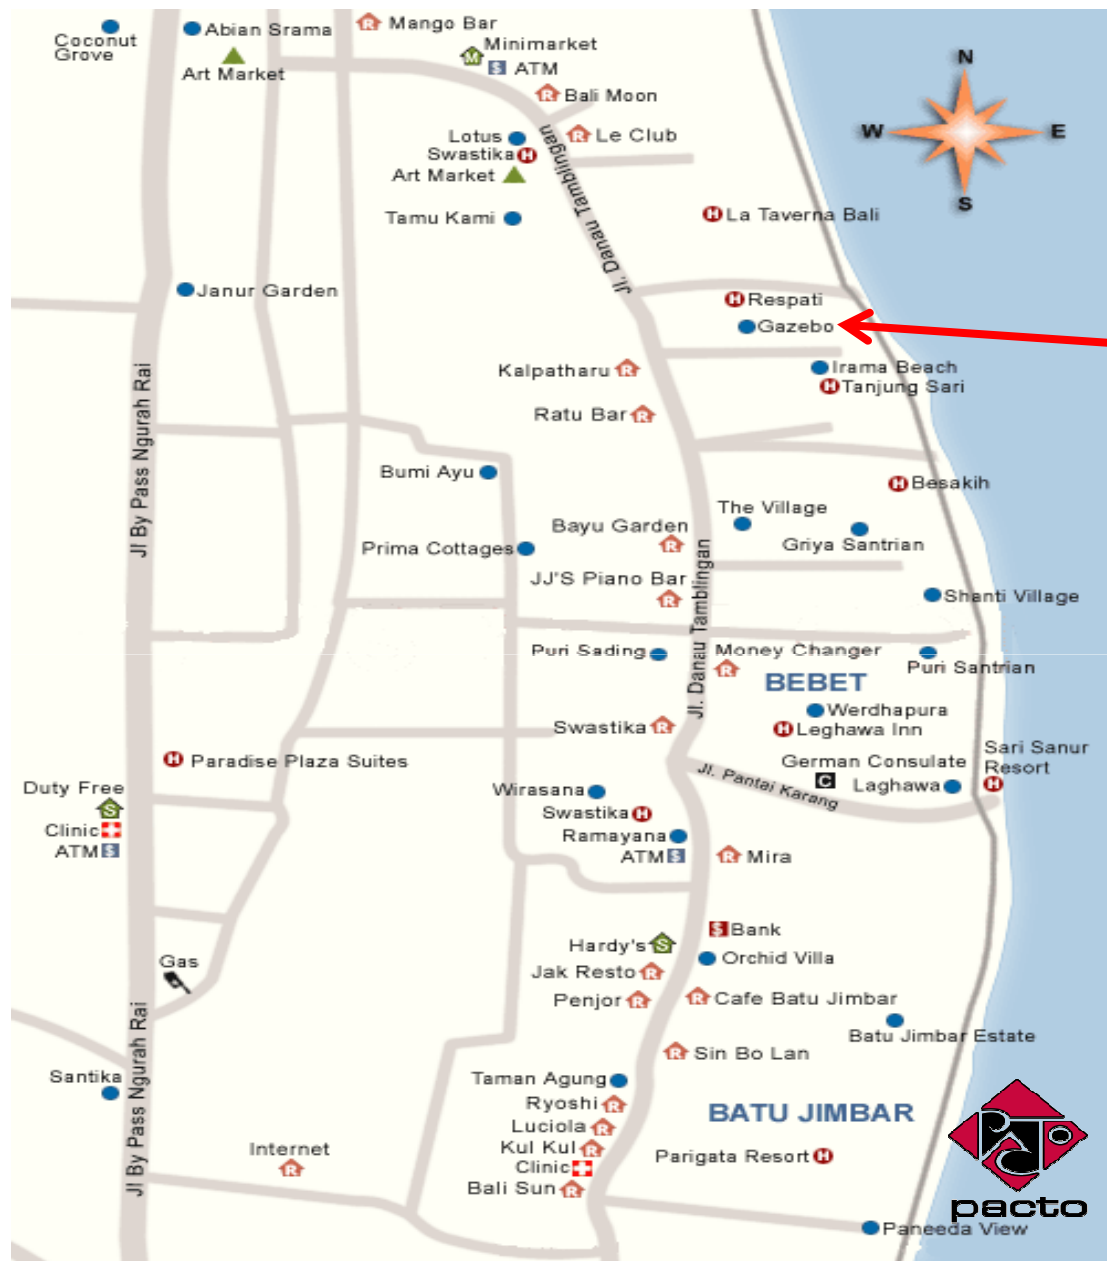 Coconut
Grove
Abian Srama
Art Market
Mango Bar
Minimarket
M
$ ATM
R
Bali Moon
Lotus
Le Club
Swastika H
Art Market
Jl. Danau Tamblingan
Tamu Kami
H La Taverna Bali
N
W
E
S
Janur Garden
H Respati
Gazebo
Kalpatharu R
Irama Beach
H Tanjung Sari
Ratu Bar R
Jl By Pass Ngurah Rai
Bumi Ayu
H Besakih
The Village
Bayu Garden
R
Griya Santrian
Prima Cottages
JJ'S Piano Bar
R
Jl. Danau Tamblingan
Shanti Village
Puri Sading
Money Changer
R
Puri Santrian
BEBET
Werdhapura
Swastika R
H Leghawa Inn
Sari Sanur
Resort
H
H Paradise Plaza Suites
German Consulate
C
Jl. Pantai Karang
Laghawa
Duty Free
S
Clinic
ATM $
Wirasana
Swastika H
Ramayana
ATM $
R Mira
$ Bank
Hardy's S
Orchid Villa
Gas
Jak Resto R
Penjor R
R Cafe Batu Jimbar
Batu Jimbar Estate
Jl By Pass Ngurah Rai
R Sin Bo Lan
Santika
Taman Agung
Ryoshi R
BATU JIMBAR
Luciola R
Internet
R
Kul Kul R
Clinic
Parigata Resort H
Bali Sun R
Paneeda View
PACTO
pacto